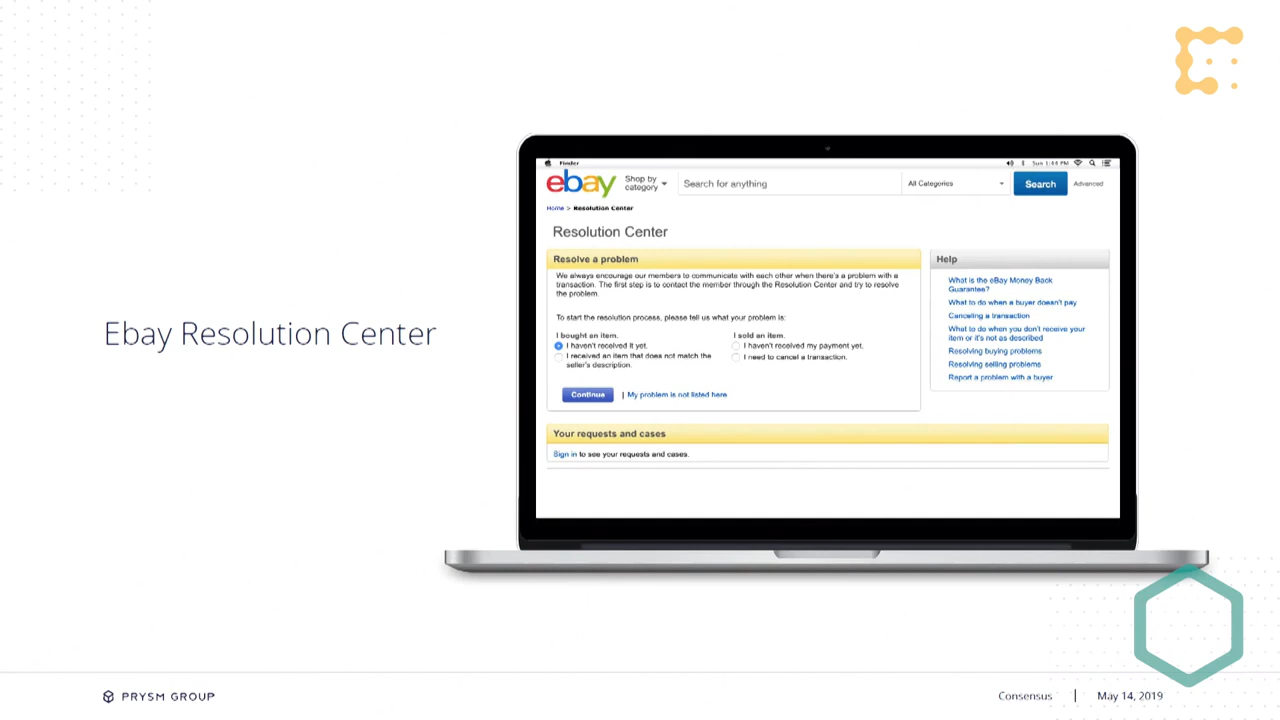 Ebay Resolution Center
Finder
Sun 1:44 PM
ebay
Shop by
category
Search for anything
All Categories
Search
Advanced
Home > Resolution Center
Resolution Center
Resolve a problem
We always encourage our members to communicate with each other when there's a problem with a
transaction. The first step is to contact the member through the Resolution Center and try to resolve
the problem.
To start the resolution process, please tell us what your problem is:
I bought an item.
I haven't received it yet.
I received an item that does not match the
seller's description.
I sold an item.
I haven't received my payment yet.
I need to cancel a transaction.
Continue
| My problem is not listed here
Help
What is the eBay Money Back
Guarantee?
What to do when a buyer doesn't pay
Canceling a transaction
What to do when you don't receive your
item or it's not as described
Resolving buying problems
Resolving selling problems
Report a problem with a buyer
Your requests and cases
Sign in to see your requests and cases.
PRYSM GROUP
Consensus | May 14, 2019